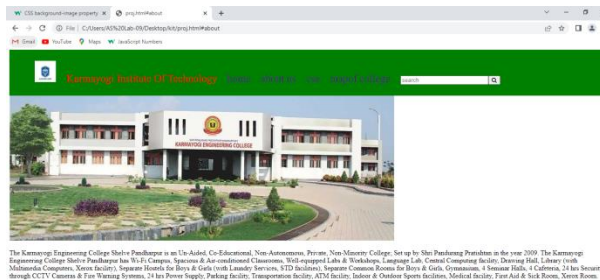 CSS background-image property
proj.html#about
File | C:/Users/AS%20Lab-09/Desktop/kit/proj.html#about
Gmail YouTube Maps JavaScript Numbers
Karmayogi Institute Of Technology home about us map of college search
KARMAYOGI ENGINEERING COLLEGE
The Karmayogi Engineering College Shelve Pandharpur is an Un-Aided, Co-Educational, Non-Autonomous, Private, Non-Minority College; Set up by Shri Pandurang Pratishtan in the year 2009. The Karmayogi
Engineering College Shelve Pandharpur has Wi-Fi Campus, Spacious & Air-conditioned Classrooms, Well-equipped Labs & Workshops, Language Lab, Central Computing facility, Drawing Hall, Library (with
Multimedia Computers, Xerox facility), Separate Hostels for Boys & Girls (with Laundry Services, STD facilities), Separate Common Rooms for Boys & Girls, Gymnasium, 4 Seminar Halls, 4 Cafeteria, 24 hrs Security
through CCTV Camera & Fire Warning Systems, 24 hrs Power Supply, Parking facility, Transportation facility, ATM facility, Indoor & Outdoor Sports facilities, Medical facility, First Aid & Sick Room, Xerox Room